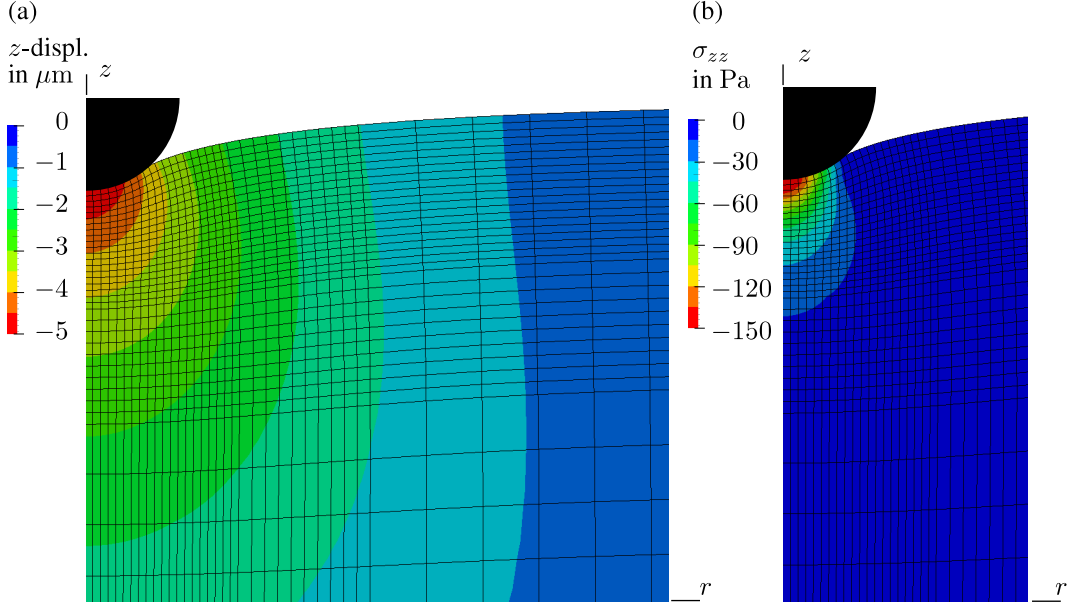 (a)
z-displ.
in μm
z
0
−1
−2
−3
−4
−5
r
(b)
σzz
in Pa
z
0
−30
−60
−90
−120
−150
r